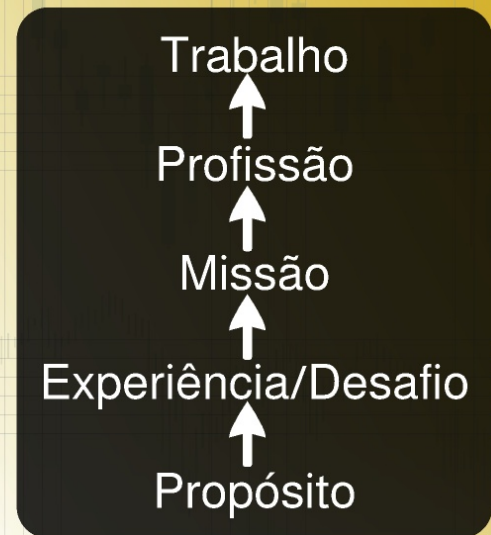 Trabalho
Profissão
Missão
Experiência/Desafio
Propósito